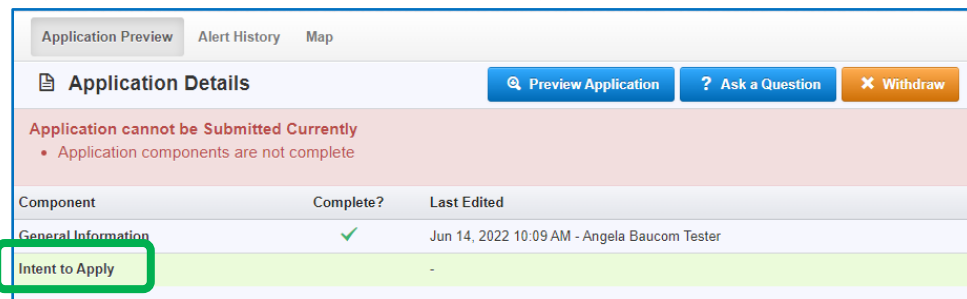 Application Preview Alert History Map
Application Details Preview Application ? Ask a Question Withdraw
Application cannot be Submitted Currently
• Application components are not complete
Component Complete? Last Edited
General Information Jun 14, 2022 10:09 AM - Angela Baucom Tester
Intent to Apply -